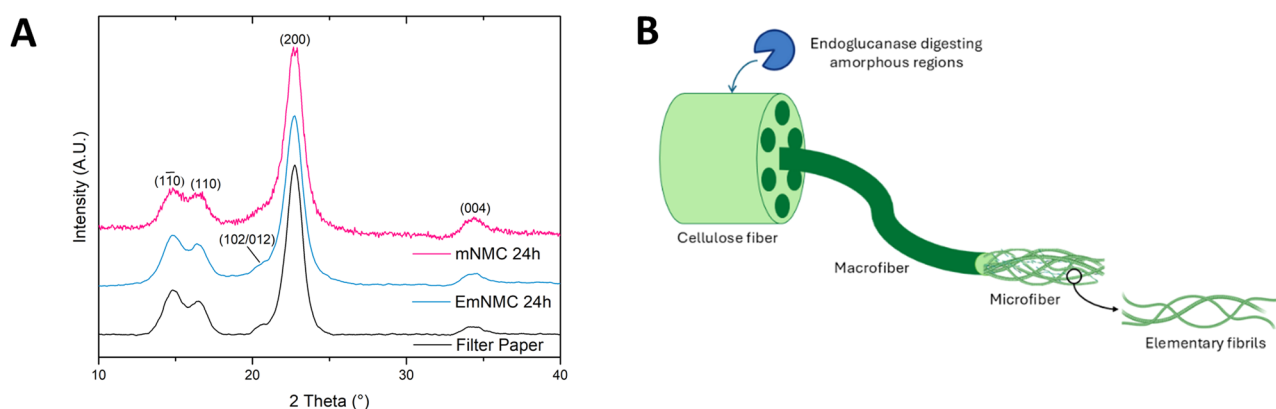 A
Intensity (A.U.)
(200)
(11̅0)
(110)
(102/012)
(004)
mNMC 24h
EmNMC 24h
Filter Paper
10
20
30
40
2 Theta (°)
B
Endoglucanase digesting
amorphous regions
Cellulose fiber
Macrofiber
Microfiber
Elementary fibrils